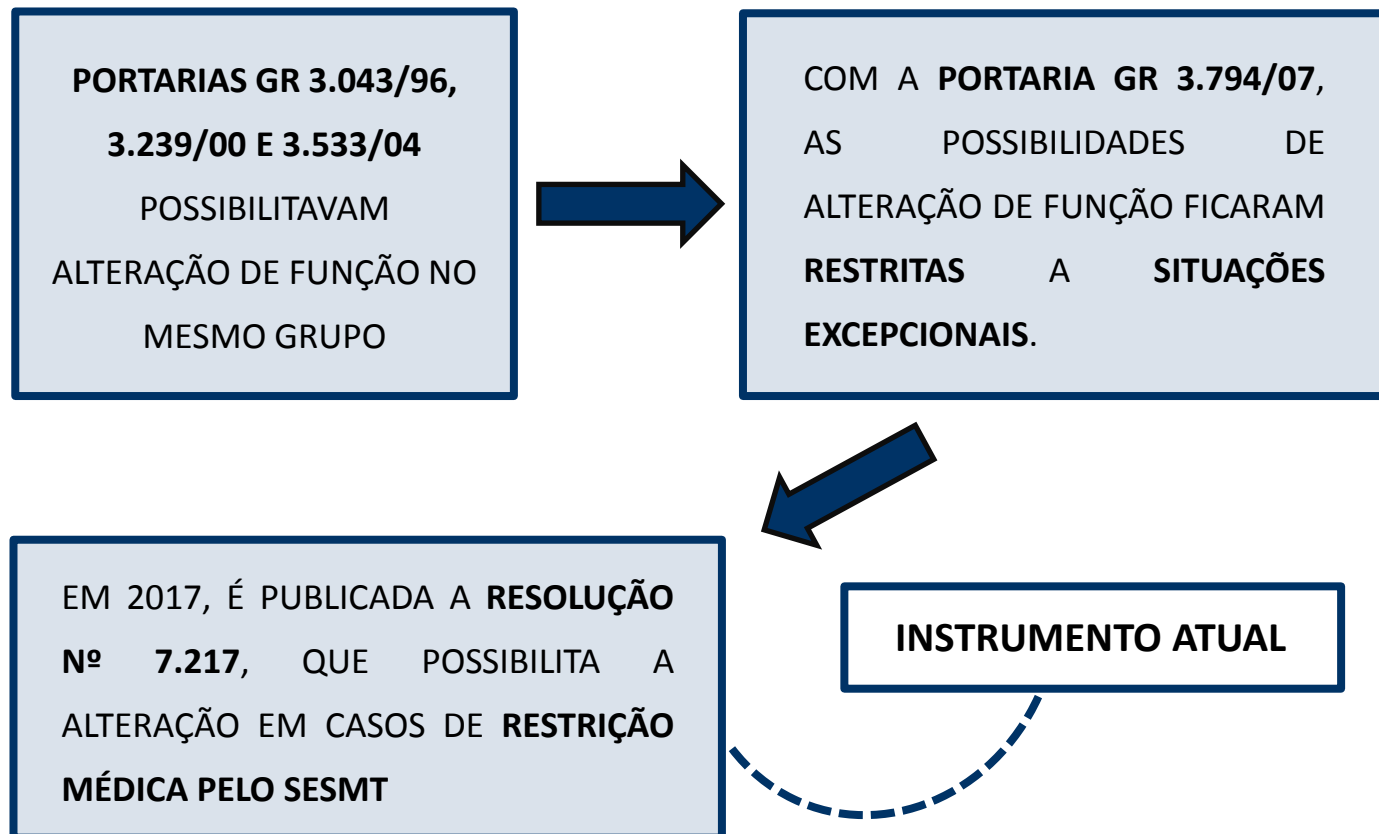 PORTARIAS GR 3.043/96,
3.239/00 E 3.533/04
POSSIBILITAVAM
ALTERAÇÃO DE FUNÇÃO NO
MESMO GRUPO
COM A PORTARIA GR 3.794/07,
AS POSSIBILIDADES DE
ALTERAÇÃO DE FUNÇÃO FICARAM
RESTRITAS A SITUAÇÕES
EXCEPCIONAIS.
EM 2017, É PUBLICADA A RESOLUÇÃO
Nº 7.217, QUE POSSIBILITA A
ALTERAÇÃO EM CASOS DE RESTRIÇÃO
MÉDICA PELO SESMT
INSTRUMENTO ATUAL